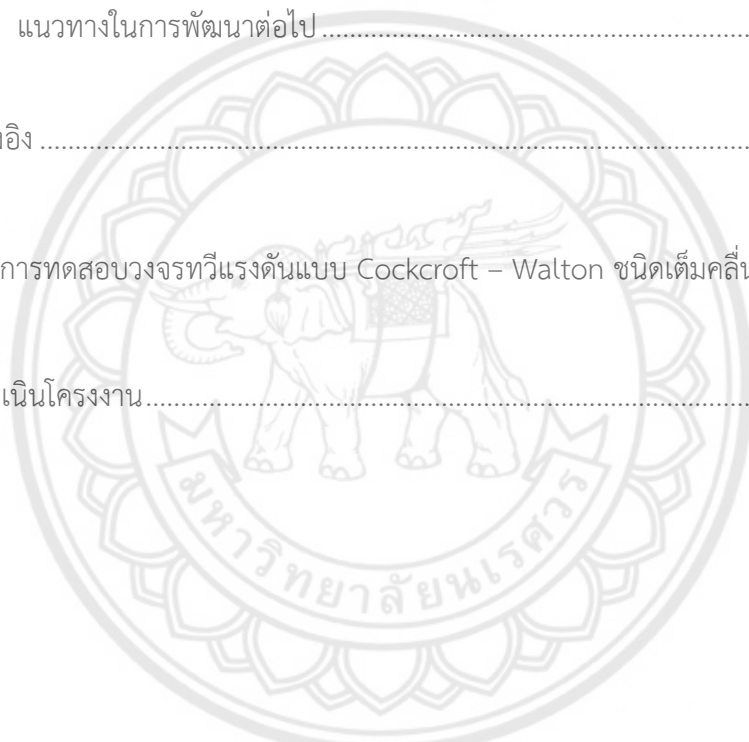 แนวทางในการพัฒนาต่อไป ..............................................................
งอิง .....................................................................................................
การทดสอบวงจรทวีแรงดันแบบ Cockcroft – Walton ชนิดเต็มคลื่น
เนินโครงงาน .....................................................................................
มหาวิทยาลัยนเรศวร